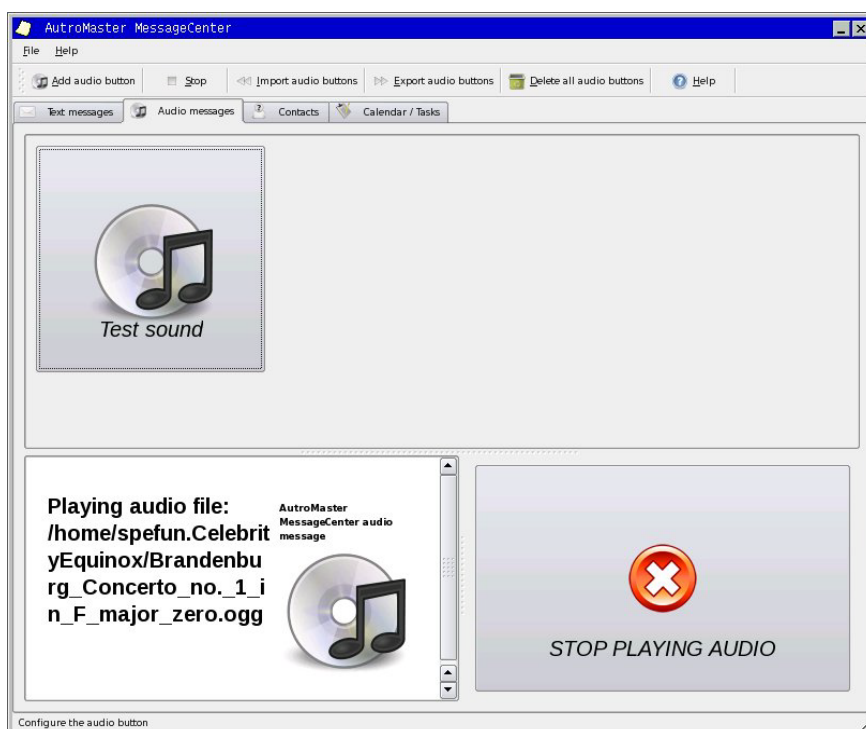 AutroMaster MessageCenter
File Help
Add audio button Stop Import audio buttons Export audio buttons Delete all audio buttons Help
Text messages Audio messages Contacts Calendar / Tasks
Test sound
Playing audio file:
/home/spefun.Celebrit
yEquinox/Brandenbu
rg_Concerto_no._1_i
n_F_major_zero.ogg
AutroMaster
MessageCenter audio
message
STOP PLAYING AUDIO
Configure the audio button